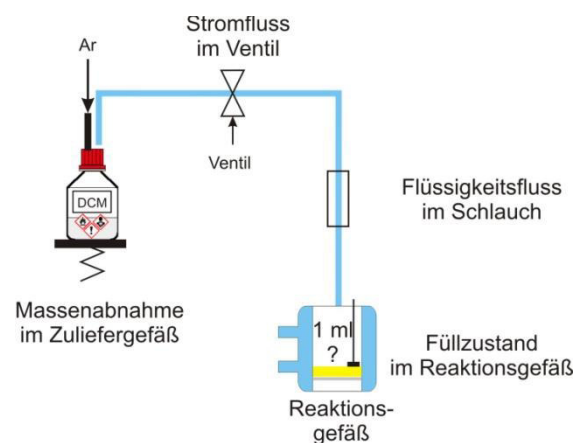 Stromfluss
im Ventil
Ar
Ventil
DCM
Flüssigkeitsfluss
im Schlauch
Massenabnahme
im Zuliefergefäß
1 ml
?
Füllzustand
im Reaktionsgefäß
Reaktions-
gefäß